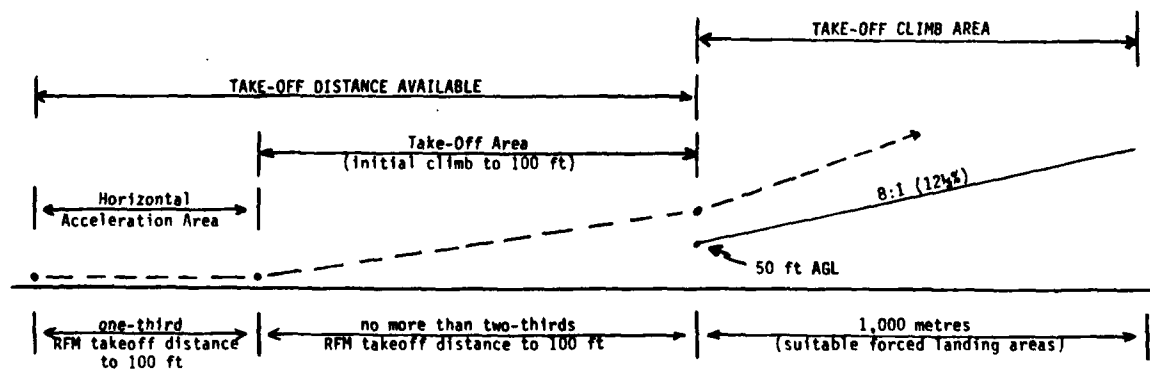 TAKE-OFF CLIMB AREA
TAKE-OFF DISTANCE AVAILABLE
Take-Off Area
(initial climb to 100 ft)
Horizontal
Acceleration Area
8:1 (12½%)
50 ft AGL
one-third
RFM takeoff distance
to 100 ft
no more than two-thirds
RFM takeoff distance to 100 ft
1,000 metres
(suitable forced landing areas)